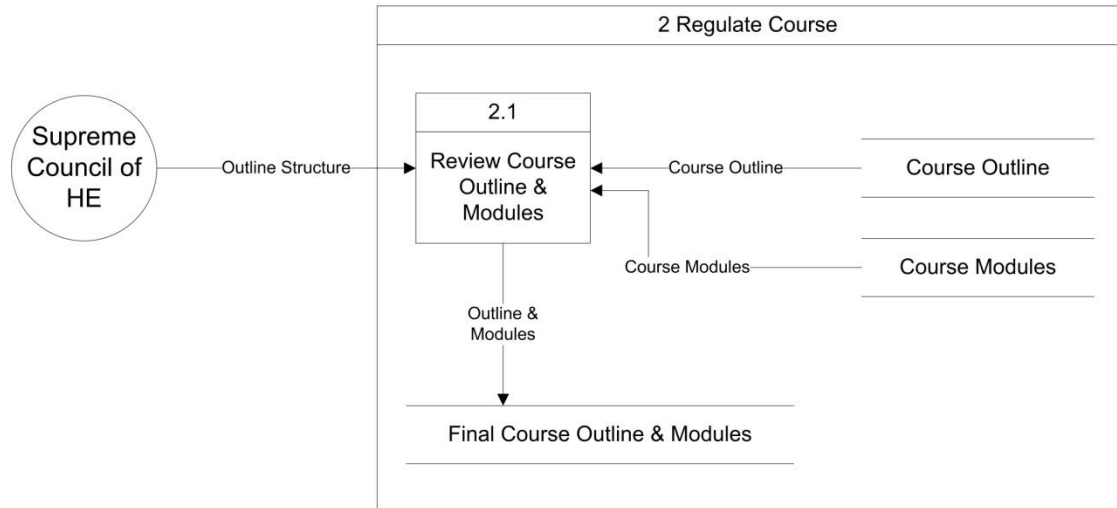 2 Regulate Course
2.1
Supreme
Council of
HE
Outline Structure
Review Course
Outline &
Modules
Course Outline
Course Outline
Course Modules
Course Modules
Outline &
Modules
Final Course Outline & Modules